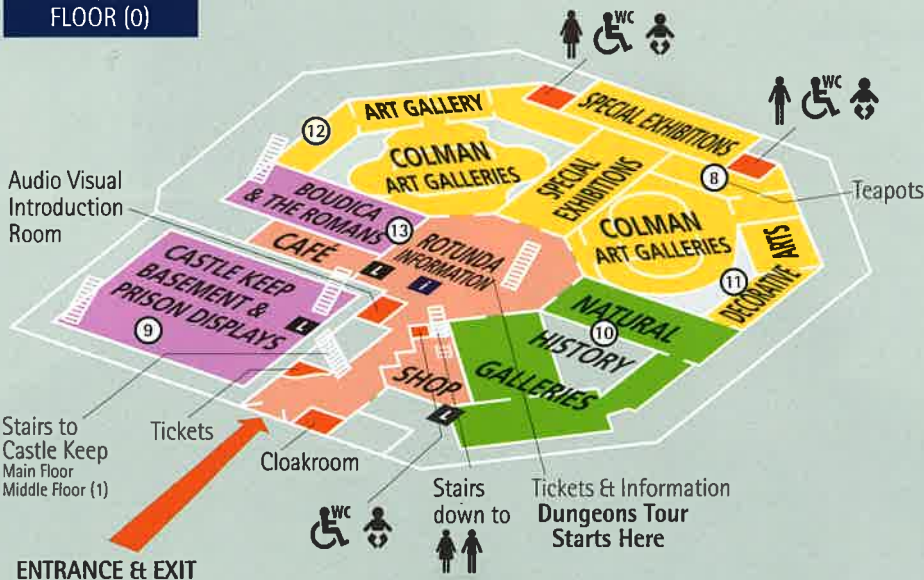 FLOOR (0)
WC
WC
ART GALLERY
SPECIAL EXHIBITIONS
12
COLMAN
ART GALLERIES
SPECIAL
EXHIBITIONS
8
Teapots
Audio Visual
Introduction
Room
BOUDICA
& THE ROMANS
13
COLMAN
ART GALLERIES
DECORATIVE ARTS
11
CAFÉ
L
ROTUNDA
INFORMATION
i
CASTLE KEEP
BASEMENT &
PRISON DISPLAYS
L
9
NATURAL
10
HISTORY
GALLERIES
SHOP
L
Stairs to
Castle Keep
Main Floor
Middle Floor (1)
Tickets
Cloakroom
WC
Stairs
down to
Tickets & Information
Dungeons Tour
Starts Here
ENTRANCE & EXIT